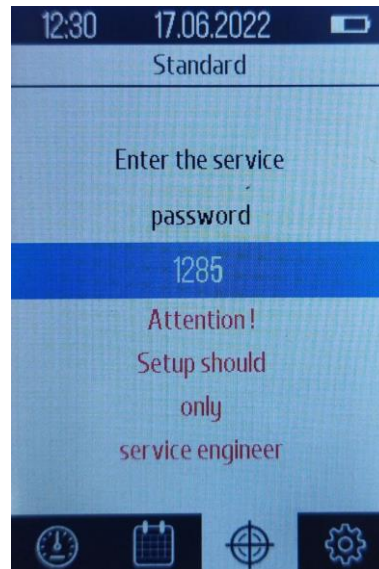 12:30 17.06.2022
Standard
Enter the service
password
1285
Attention !
Setup should
only
service engineer